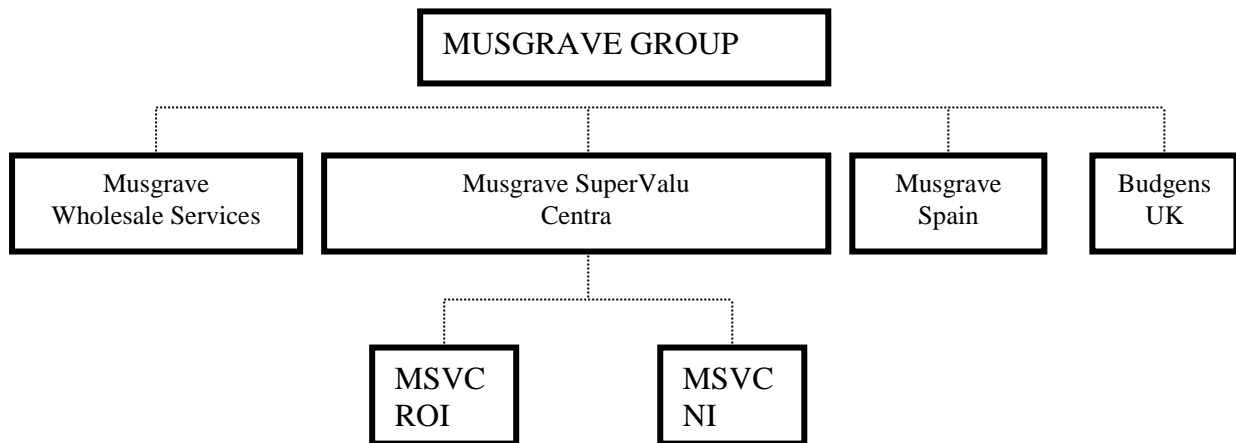 MUSGRAVE GROUP
Musgrave
Wholesale Services
Musgrave SuperValu
Centra
Musgrave
Spain
Budgens
UK
MSVC
ROI
MSVC
NI